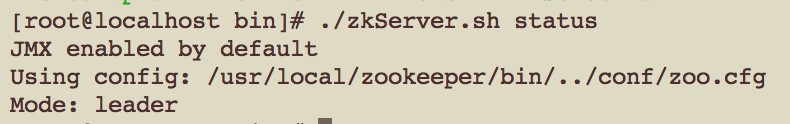 [root@localhost bin]# ./zkServer.sh status
JMX enabled by default
Using config: /usr/local/zookeeper/bin/../conf/zoo.cfg
Mode: leader